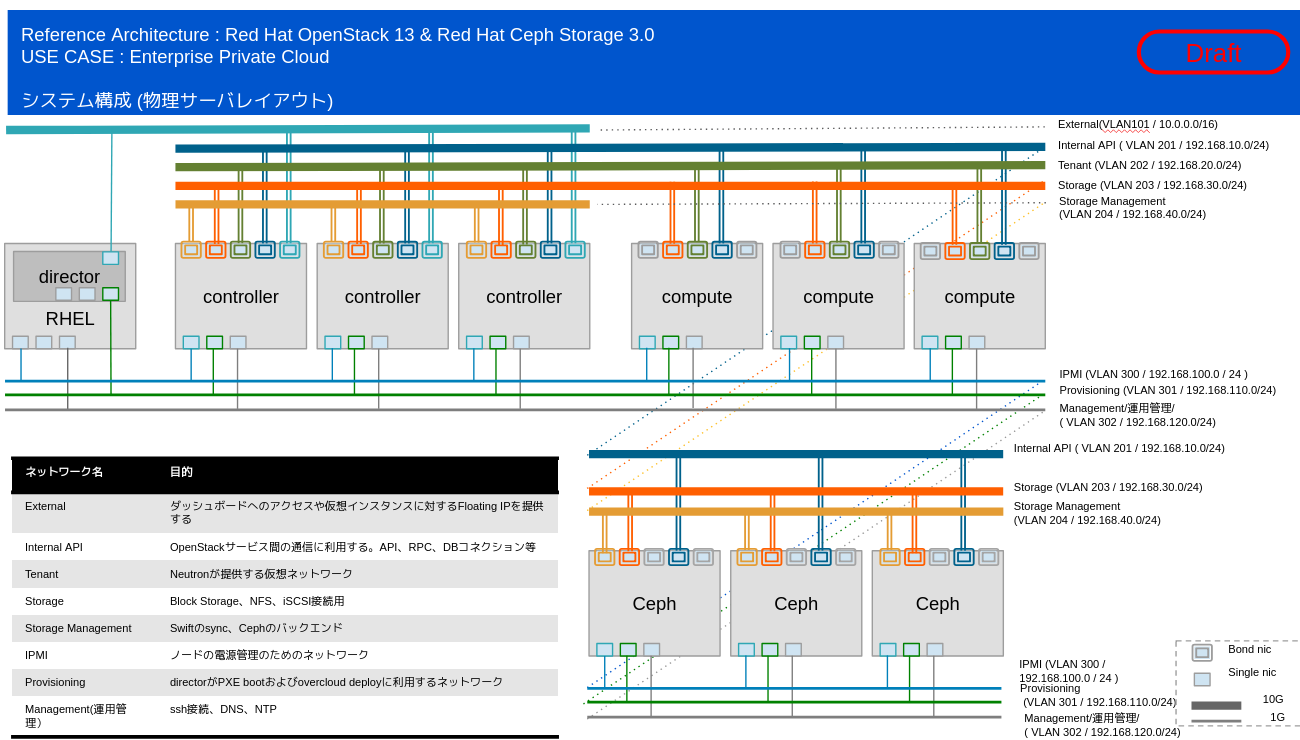 Reference Architecture : Red Hat OpenStack 13 & Red Hat Ceph Storage 3.0
USE CASE : Enterprise Private Cloud
Draft
システム構成 (物理サーバレイアウト)
External(VLAN101 / 10.0.0.0/16)
Internal API ( VLAN 201 / 192.168.10.0/24)
Tenant (VLAN 202 / 192.168.20.0/24)
Storage (VLAN 203 / 192.168.30.0/24)
Storage Management
(VLAN 204 / 192.168.40.0/24)
director
RHEL
controller
controller
controller
compute
compute
compute
IPMI (VLAN 300 / 192.168.100.0 / 24 )
Provisioning (VLAN 301 / 192.168.110.0/24)
Management/運用管理/
( VLAN 302 / 192.168.120.0/24)
Internal API ( VLAN 201 / 192.168.10.0/24)
Storage (VLAN 203 / 192.168.30.0/24)
Storage Management
(VLAN 204 / 192.168.40.0/24)
Ceph
Ceph
Ceph
IPMI (VLAN 300 /
192.168.100.0 / 24 )
Provisioning
(VLAN 301 / 192.168.110.0/24)
Management/運用管理/
( VLAN 302 / 192.168.120.0/24)
Bond nic
Single nic
10G
1G
ネットワーク名 目的
External ダッシュボードへのアクセスや仮想インスタンスに対するFloating IPを提供
する
Internal API OpenStackサービス間の通信に利用する。API、RPC、DBコネクション等
Tenant Neutronが提供する仮想ネットワーク
Storage Block Storage、NFS、iSCSI接続用
Storage Management Swiftのsync、Cephのバックエンド
IPMI ノードの電源管理のためのネットワーク
Provisioning directorがPXE bootおよびovercloud deployに利用するネットワーク
Management(運用管 ssh接続、DNS、NTP
理）